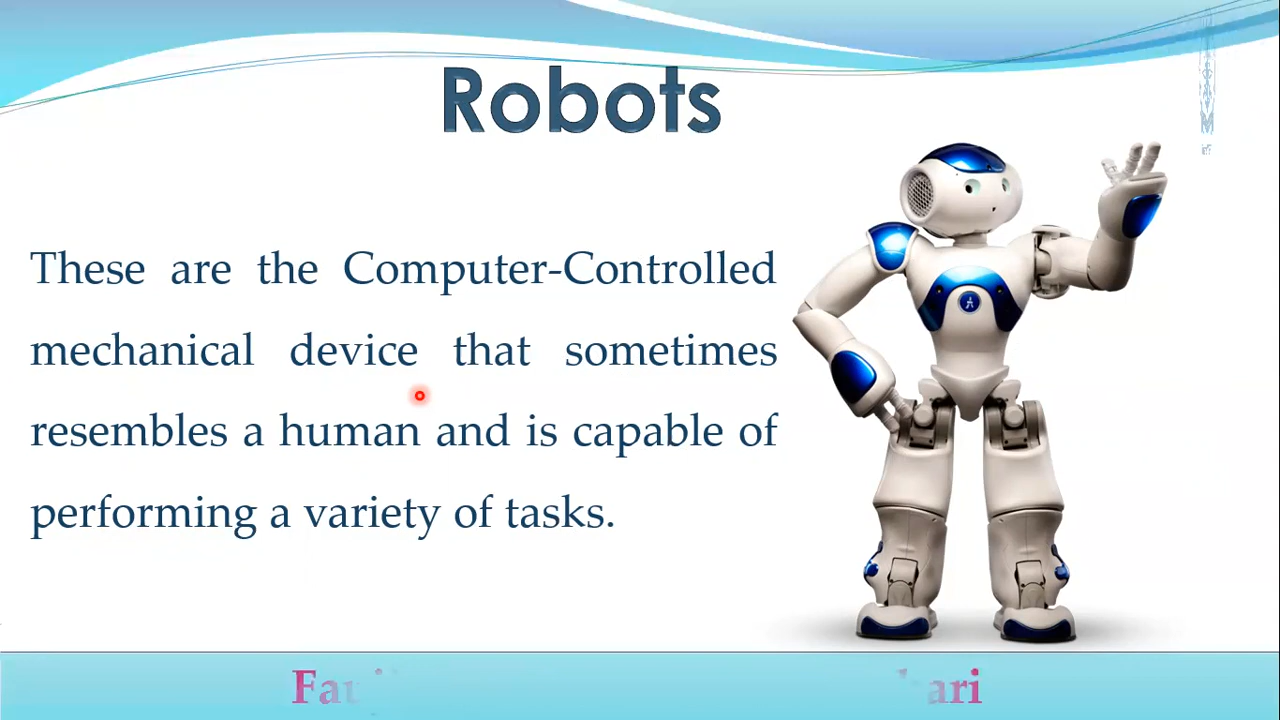 Robots
These are the Computer-Controlled
mechanical device that sometimes
resembles a human and is capable of
performing a variety of tasks.